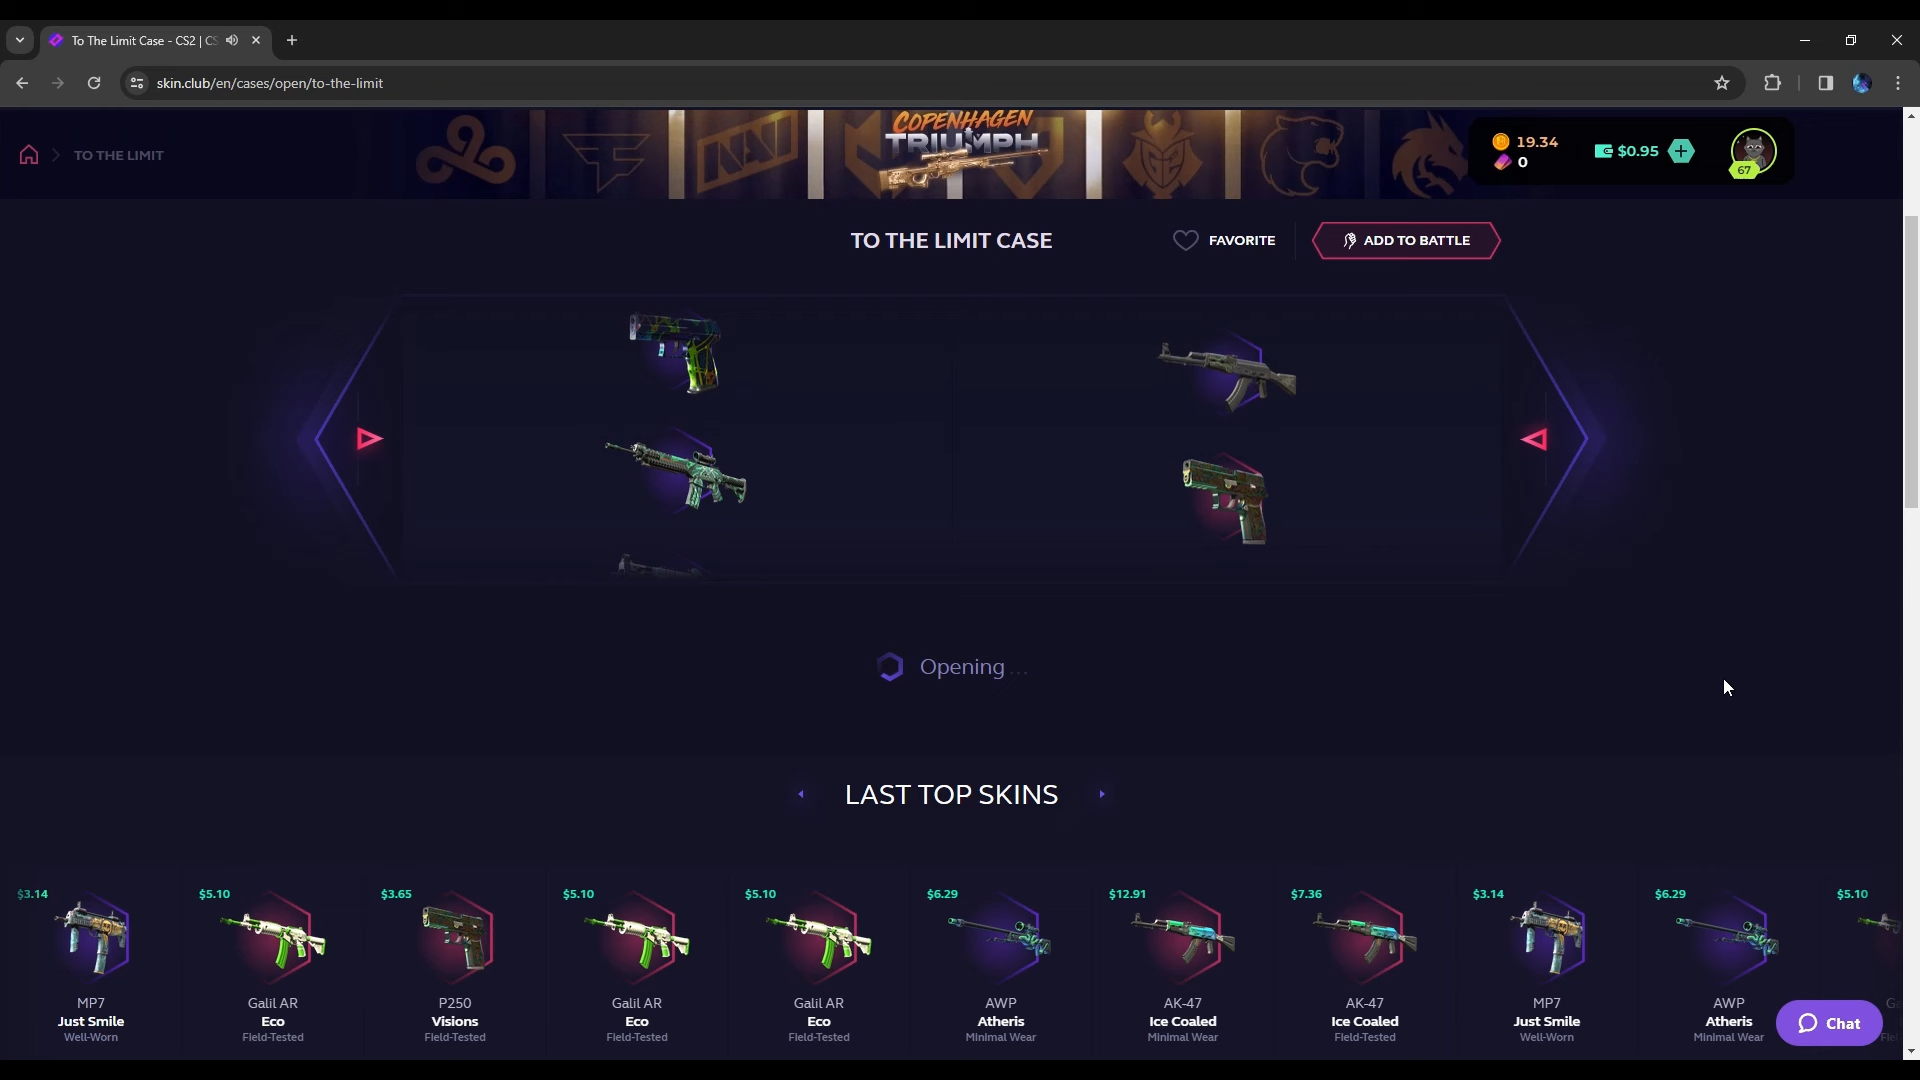 To The Limit Case - CS2 | CS
skin.club/en/cases/open/to-the-limit
COPENHAGEN
TRIUMPH
TO THE LIMIT
19.34
0
$0.95
67
TO THE LIMIT CASE
FAVORITE
ADD TO BATTLE
Opening ...
LAST TOP SKINS
$3.14 $5.10 $3.65 $5.10 $5.10 $6.29 $12.91 $7.36 $3.14 $6.29 $5.10
MP7 Galil AR P250 Galil AR Galil AR AWP AK-47 AK-47 MP7 AWP
Just Smile Eco Visions Eco Eco Atheris Ice Coaled Ice Coaled Just Smile Atheris
Well-Worn Field-Tested Field-Tested Field-Tested Field-Tested Minimal Wear Minimal Wear Field-Tested Well-Worn Minimal Wear
Chat